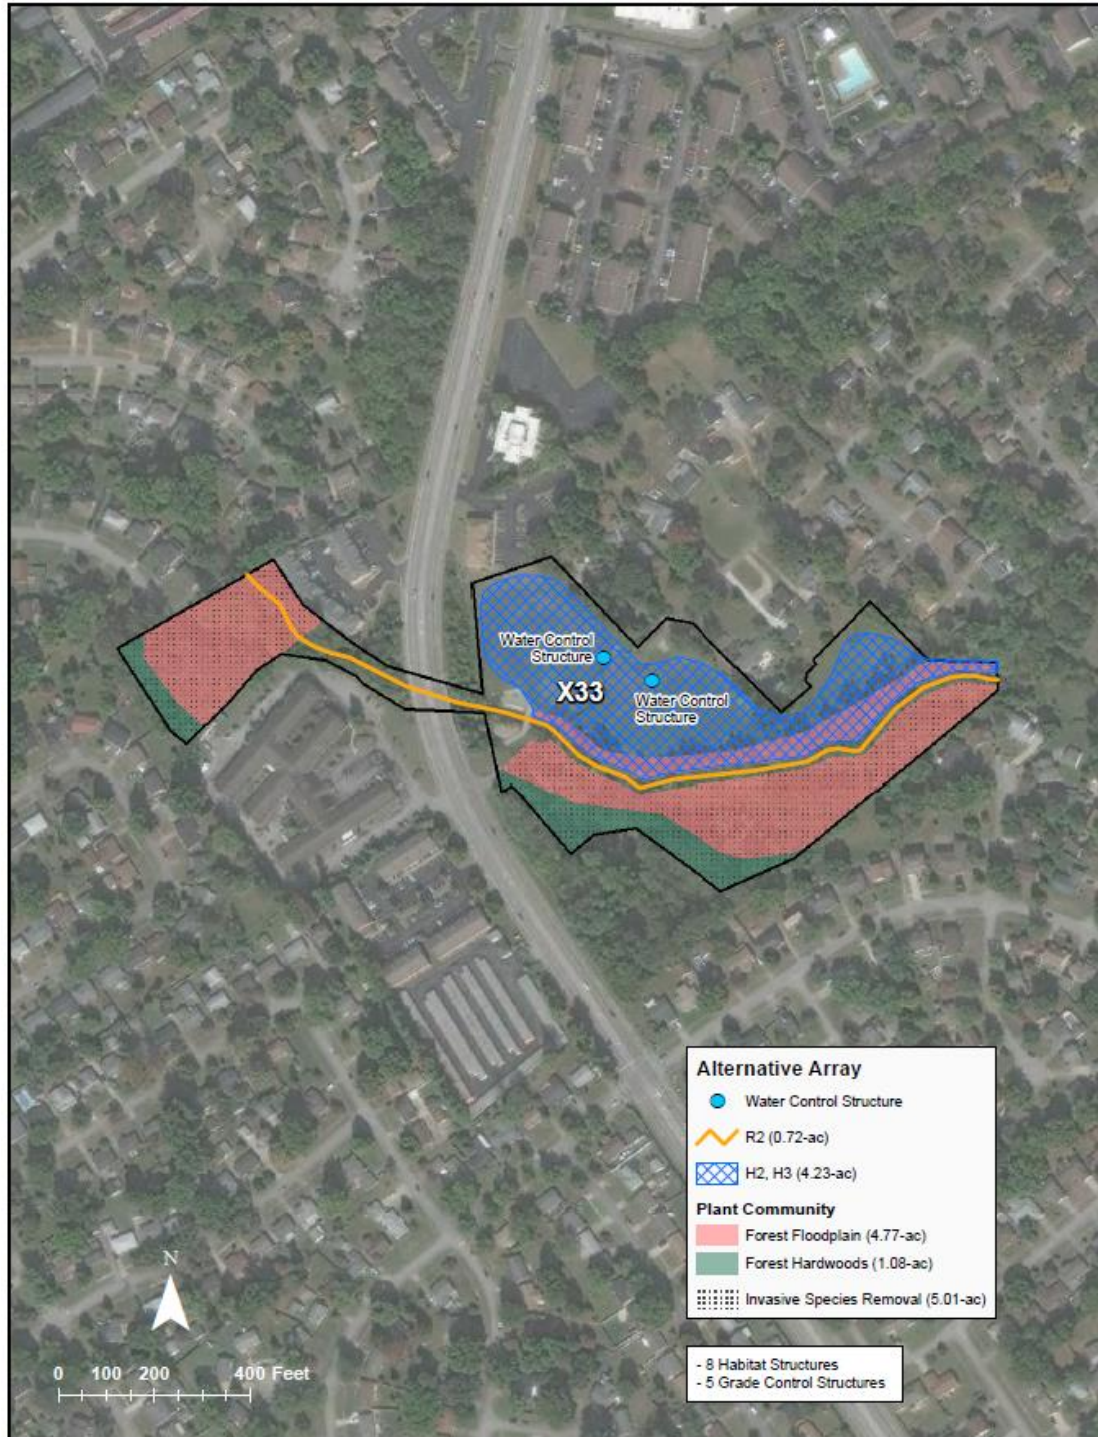 Water Control
Structure
X33
Water Control
Structure
Alternative Array
Water Control Structure
R2 (0.72-ac)
H2, H3 (4.23-ac)
Plant Community
Forest Floodplain (4.77-ac)
Forest Hardwoods (1.08-ac)
Invasive Species Removal (5.01-ac)
N
0 100 200 400 Feet
- 8 Habitat Structures
- 5 Grade Control Structures